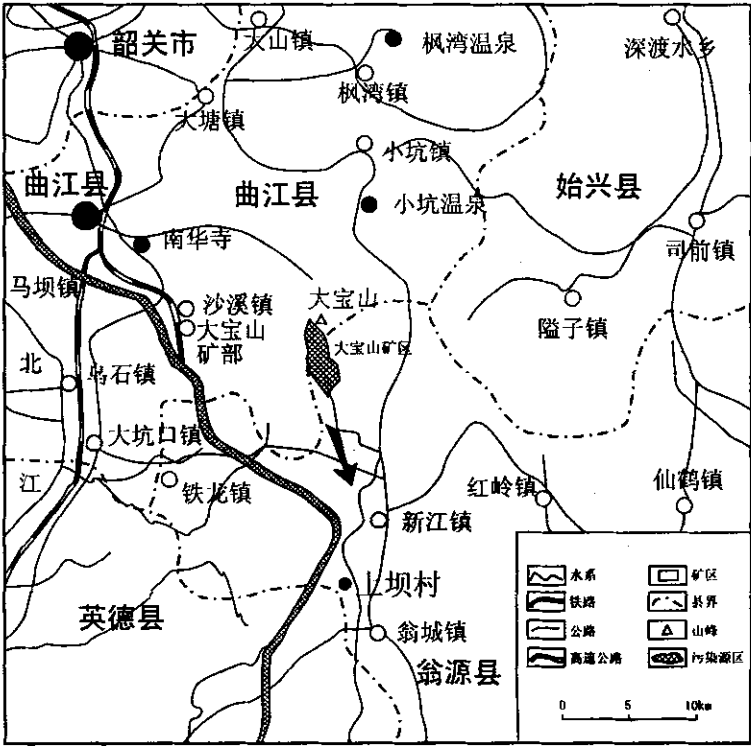 韶关市
大山镇
枫湾温泉
深渡水乡
枫湾镇
大塘镇
小坑镇
曲江县
曲江县
始兴县
小坑温泉
南华寺
司前镇
马坝镇
沙溪镇
大宝山
矿部
大宝山
大宝山矿区
隘子镇
北
乌石镇
大坑口镇
江
铁龙镇
红岭镇
仙鹤镇
新江镇
上坝村
英德县
翁城镇
翁源县
水系
矿区
铁路
县界
公路
山峰
高速公路
污染源区
0 5 10km